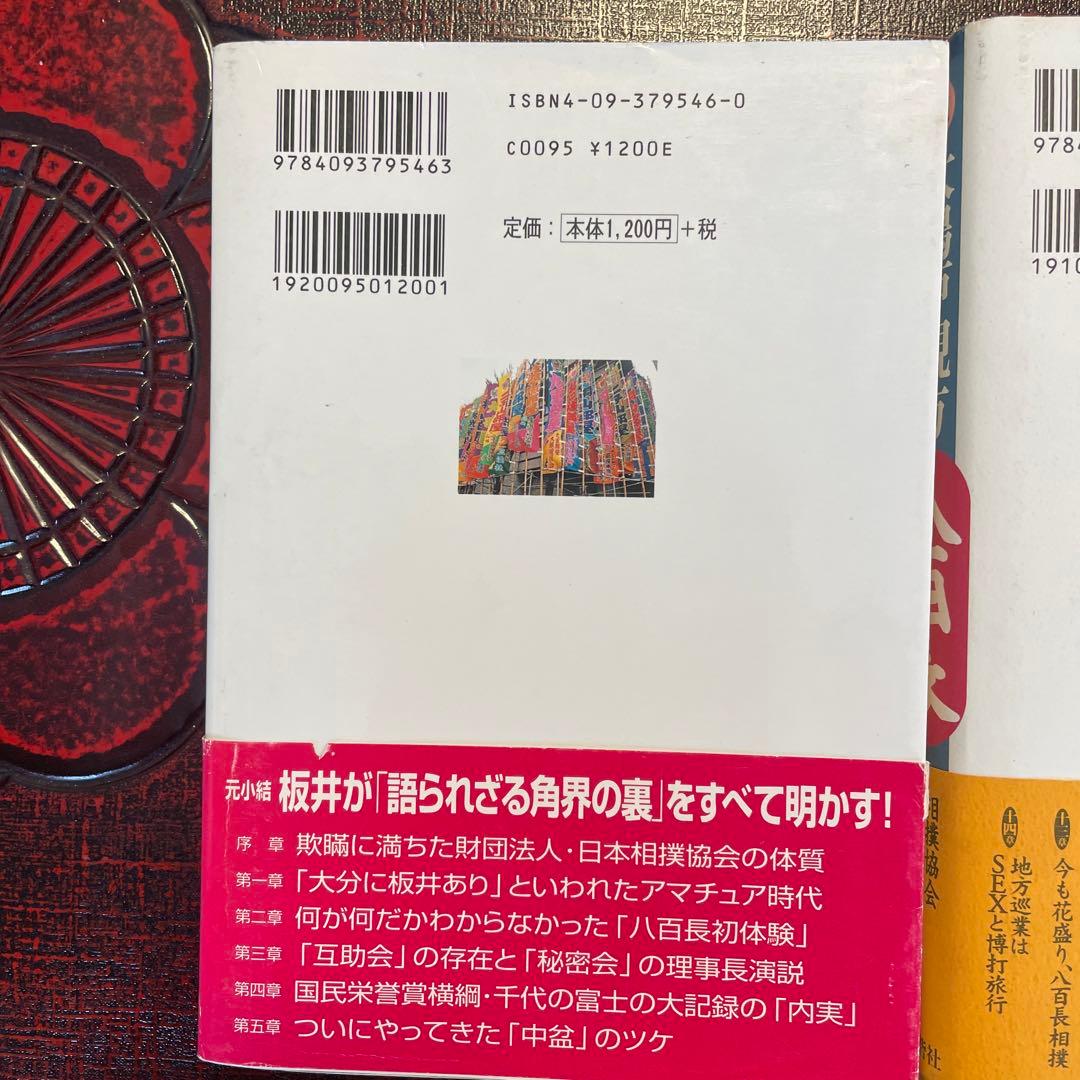 ISBN4-09-379546-0
9784093795463
C0095 ¥1200E
定価：本体1,200円+税
1920095012001
元小結 板井が「語られざる角界の裏」をすべて明かす！
序 章 欺瞞に満ちた財団法人・日本相撲協会の体質
第一章 「大分に板井あり」といわれたアマチュア時代
第二章 何が何だかわからなかった「八百長初体験」
第三章 「互助会」の存在と「秘密会」の理事長演説
第四章 国民栄誉賞横綱・千代の富士の大記録の「内実」
第五章 ついにやってきた「中盆」のツケ
978
191
相撲協会
十三章 今も花盛り、八百長相撲
十四章 地方巡業は
SEXと博打旅行